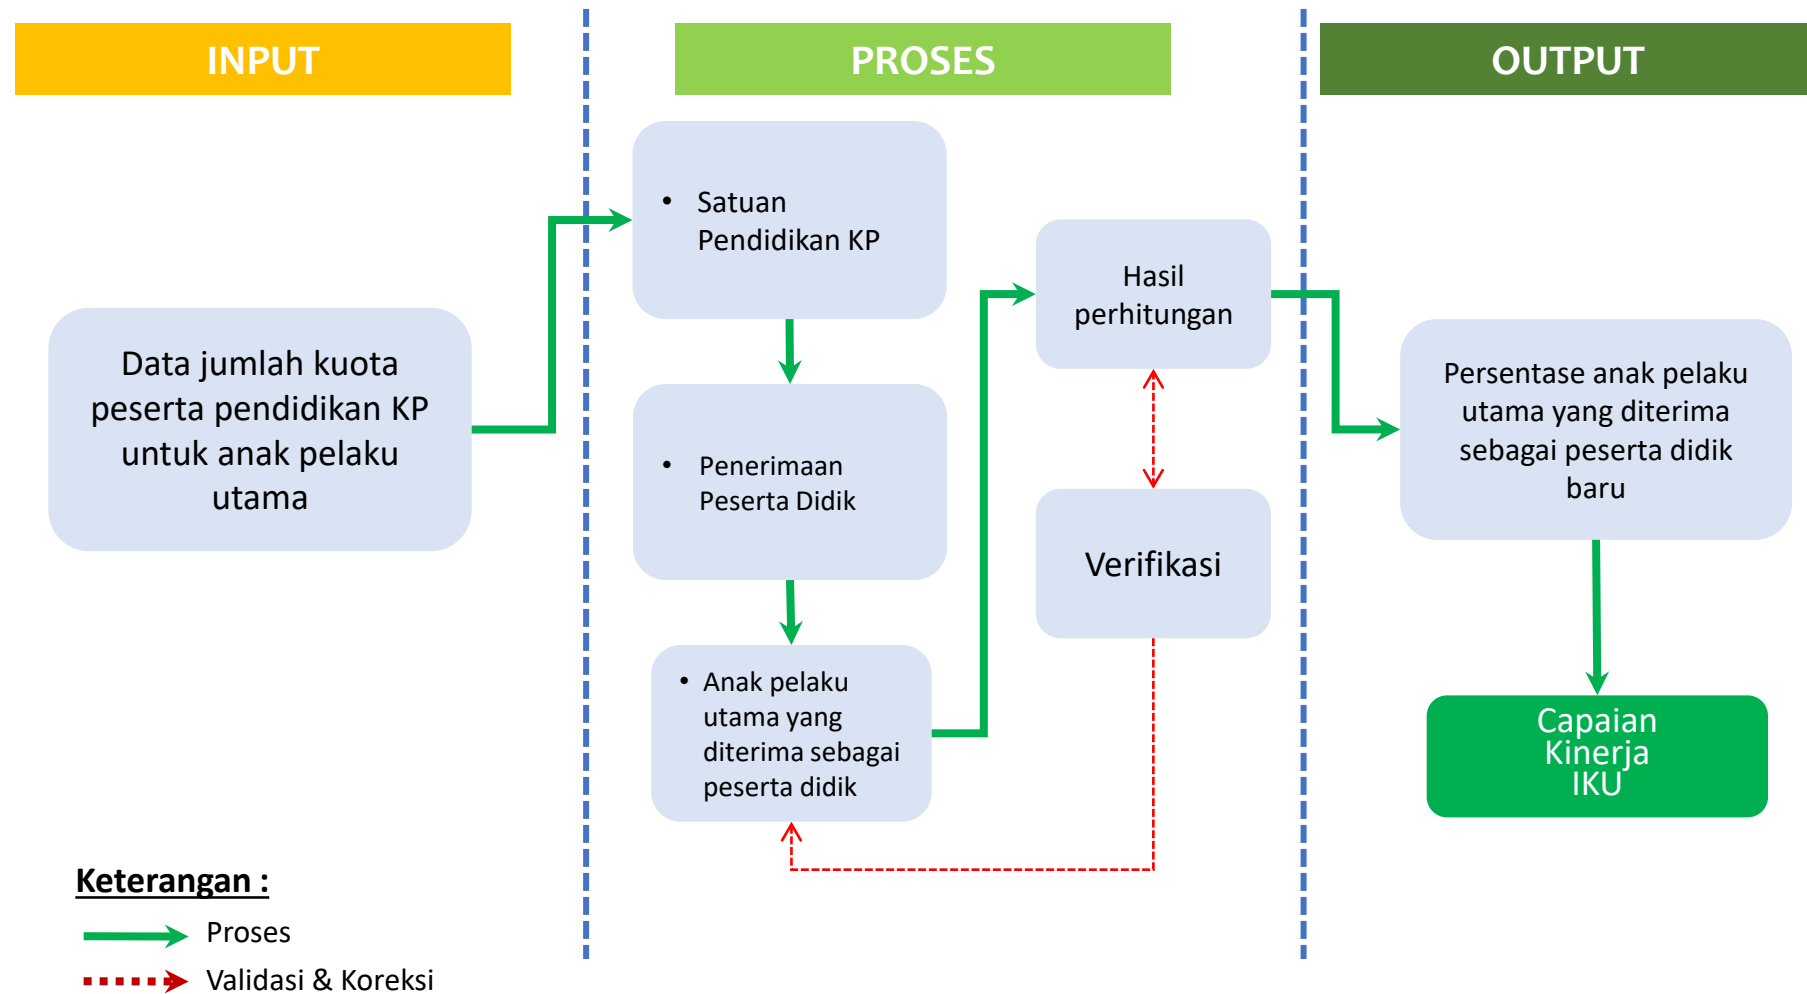 INPUT
PROSES
OUTPUT
Data jumlah kuota
peserta pendidikan KP
untuk anak pelaku
utama
• Satuan
Pendidikan KP
• Penerimaan
Peserta Didik
• Anak pelaku
utama yang
diterima sebagai
peserta didik
Hasil
perhitungan
Verifikasi
Persentase anak pelaku
utama yang diterima
sebagai peserta didik
baru
Capaian
Kinerja
IKU
Keterangan :
Proses
Validasi & Koreksi